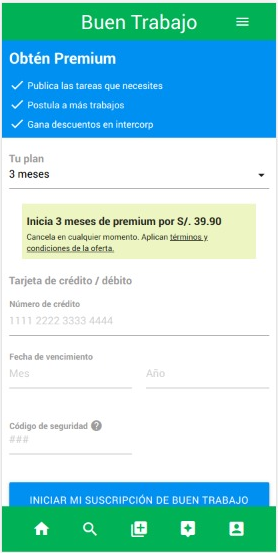 Buen Trabajo
Obtén Premium
Publica las tareas que necesites
Postula a más trabajos
Gana descuentos en intercorp
Tu plan
3 meses
Inicia 3 meses de premium por S/. 39.90
Cancela en cualquier momento. Aplican términos y
condiciones de la oferta.
Tarjeta de crédito / débito
Número de crédito
1111 2222 3333 4444
Fecha de vencimiento
Mes Año
Código de seguridad ?
###
INICIAR MI SUSCRIPCIÓN DE BUEN TRABAJO